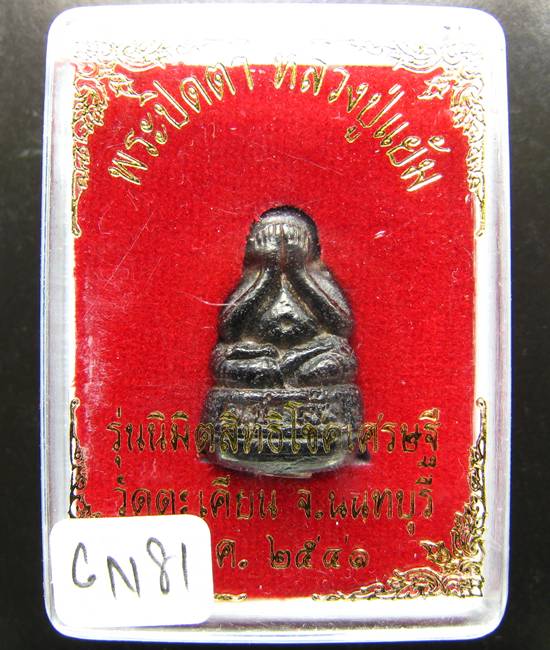 พระปิดตา หลวงปู่แย้ม
รุ่นนิมิตสิทธิโชคเศรษฐี
วัดตะเคียน จ.นนทบุรี
ศ. ๒๕๔๑
GN81